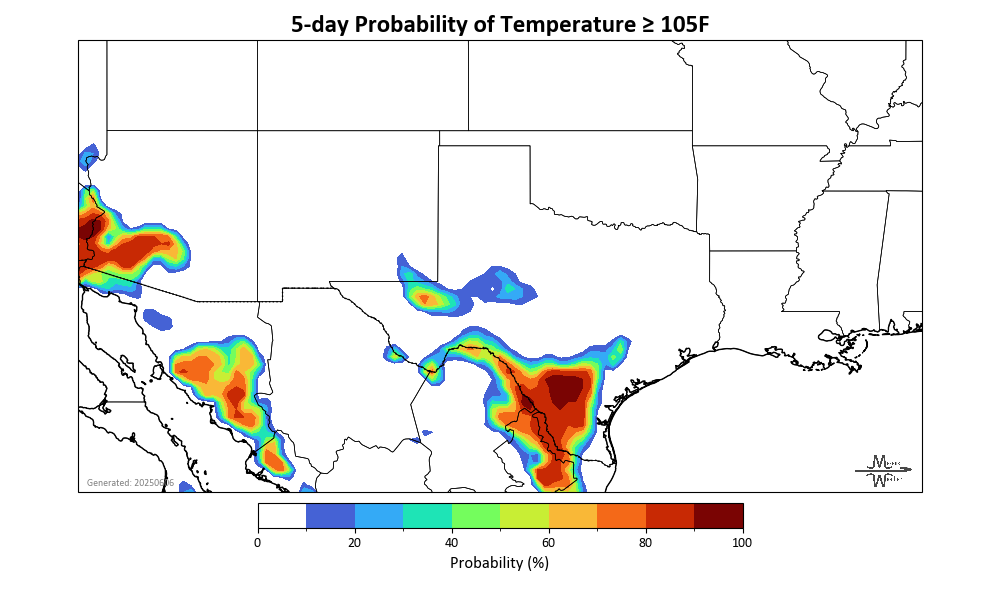 5-day Probability of Temperature ≥ 105F
Generated: 20250606
0 20 40 60 80 100
Probability (%)